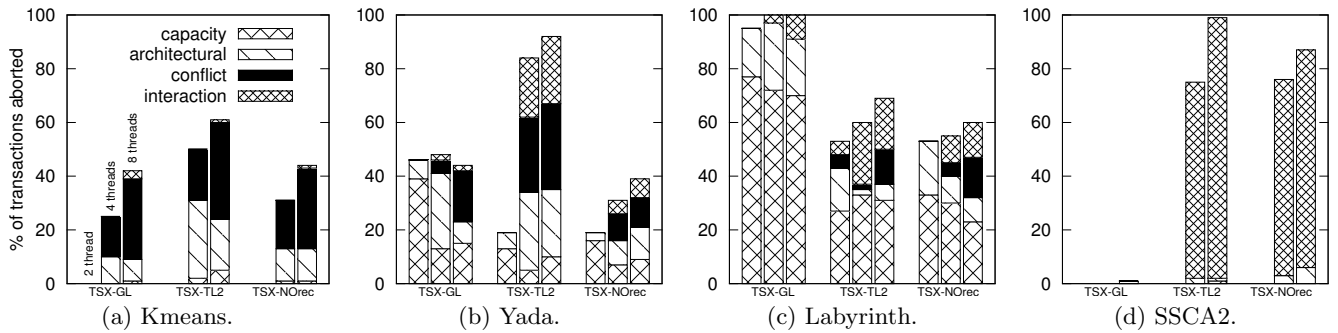 100
80
60
40
20
0
% of transactions aborted
capacity
architectural
conflict
interaction
2 thread
4 threads
8 threads
TSX-GL TSX-TL2 TSX-NOrec
(a) Kmeans.
100
80
60
40
20
0
TSX-GL TSX-TL2 TSX-NOrec
(b) Yada.
100
80
60
40
20
0
TSX-GL TSX-TL2 TSX-NOrec
(c) Labyrinth.
100
80
60
40
20
0
TSX-GL TSX-TL2 TSX-NOrec
(d) SSCA2.